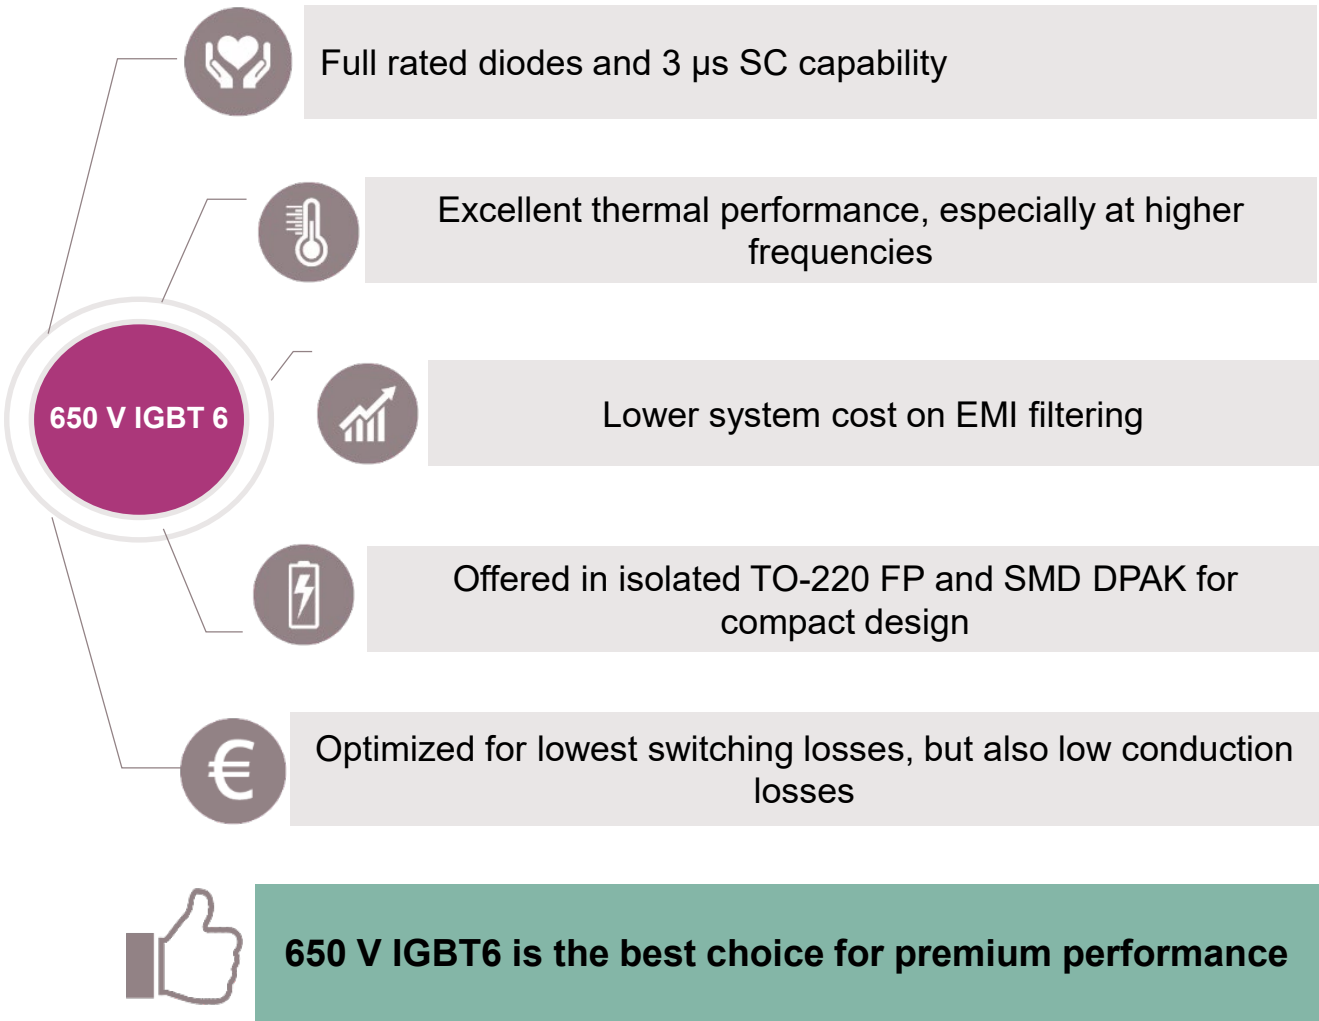 Full rated diodes and 3 µs SC capability
Excellent thermal performance, especially at higher
frequencies
650 V IGBT 6
Lower system cost on EMI filtering
Offered in isolated TO-220 FP and SMD DPAK for
compact design
€
Optimized for lowest switching losses, but also low conduction
losses
650 V IGBT6 is the best choice for premium performance